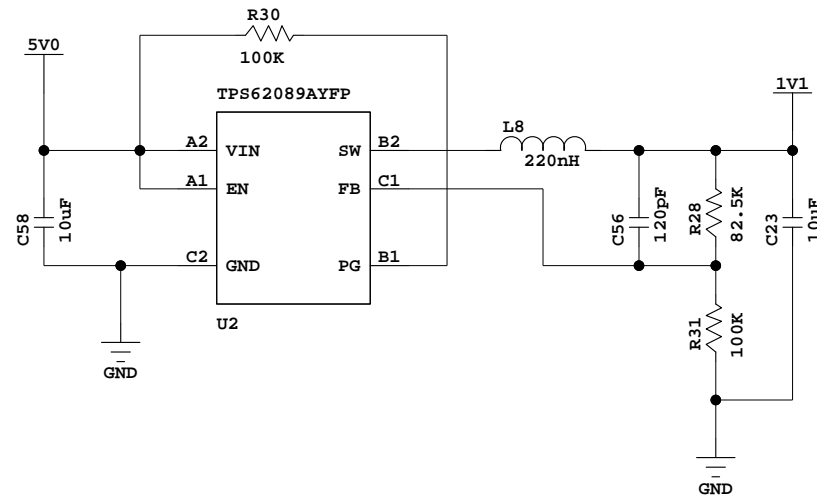 R30
100K
5V0
TPS62089AYFP
1V1
A2 VIN SW B2
L8
220nH
A1 EN FB C1
C58
10uF
C56
120pF
R28
82.5K
C23
10uF
C2 GND PG B1
U2
R31
100K
GND
GND